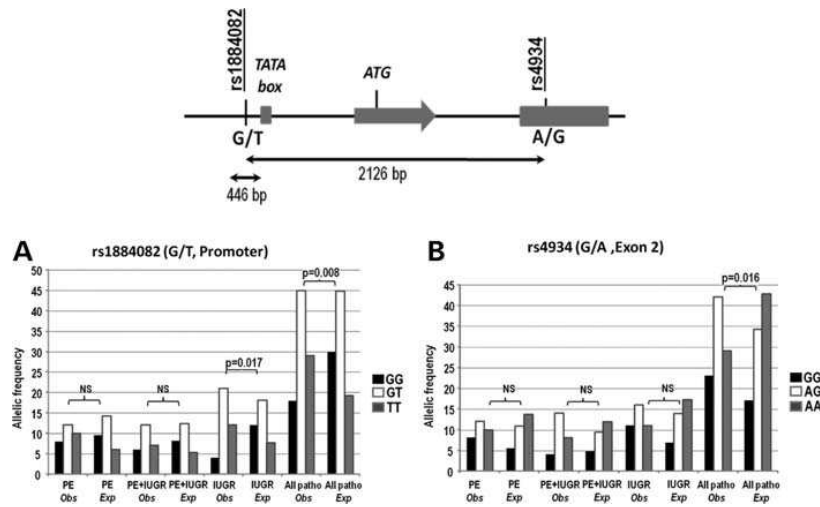 rs1884082
TATA
box
ATG
rs4934
G/T
A/G
2126 bp
446 bp
A
rs1884082 (G/T, Promoter)
Allelic frequency
50
45
40
35
30
25
20
15
10
5
0
NS
NS
p=0.017
p=0.008
GG
GT
TT
PE
Obs
PE
Exp
PE+IUGR
Obs
PE+IUGR
Exp
IUGR
Obs
IUGR
Exp
All patho
Obs
All patho
Exp
B
rs4934 (G/A ,Exon 2)
Allelic frequency
45
40
35
30
25
20
15
10
5
0
NS
NS
NS
p=0.016
GG
AG
AA
PE
Obs
PE
Exp
PE+IUGR
Obs
PE+IUGR
Exp
IUGR
Obs
IUGR
Exp
All patho
Obs
All patho
Exp